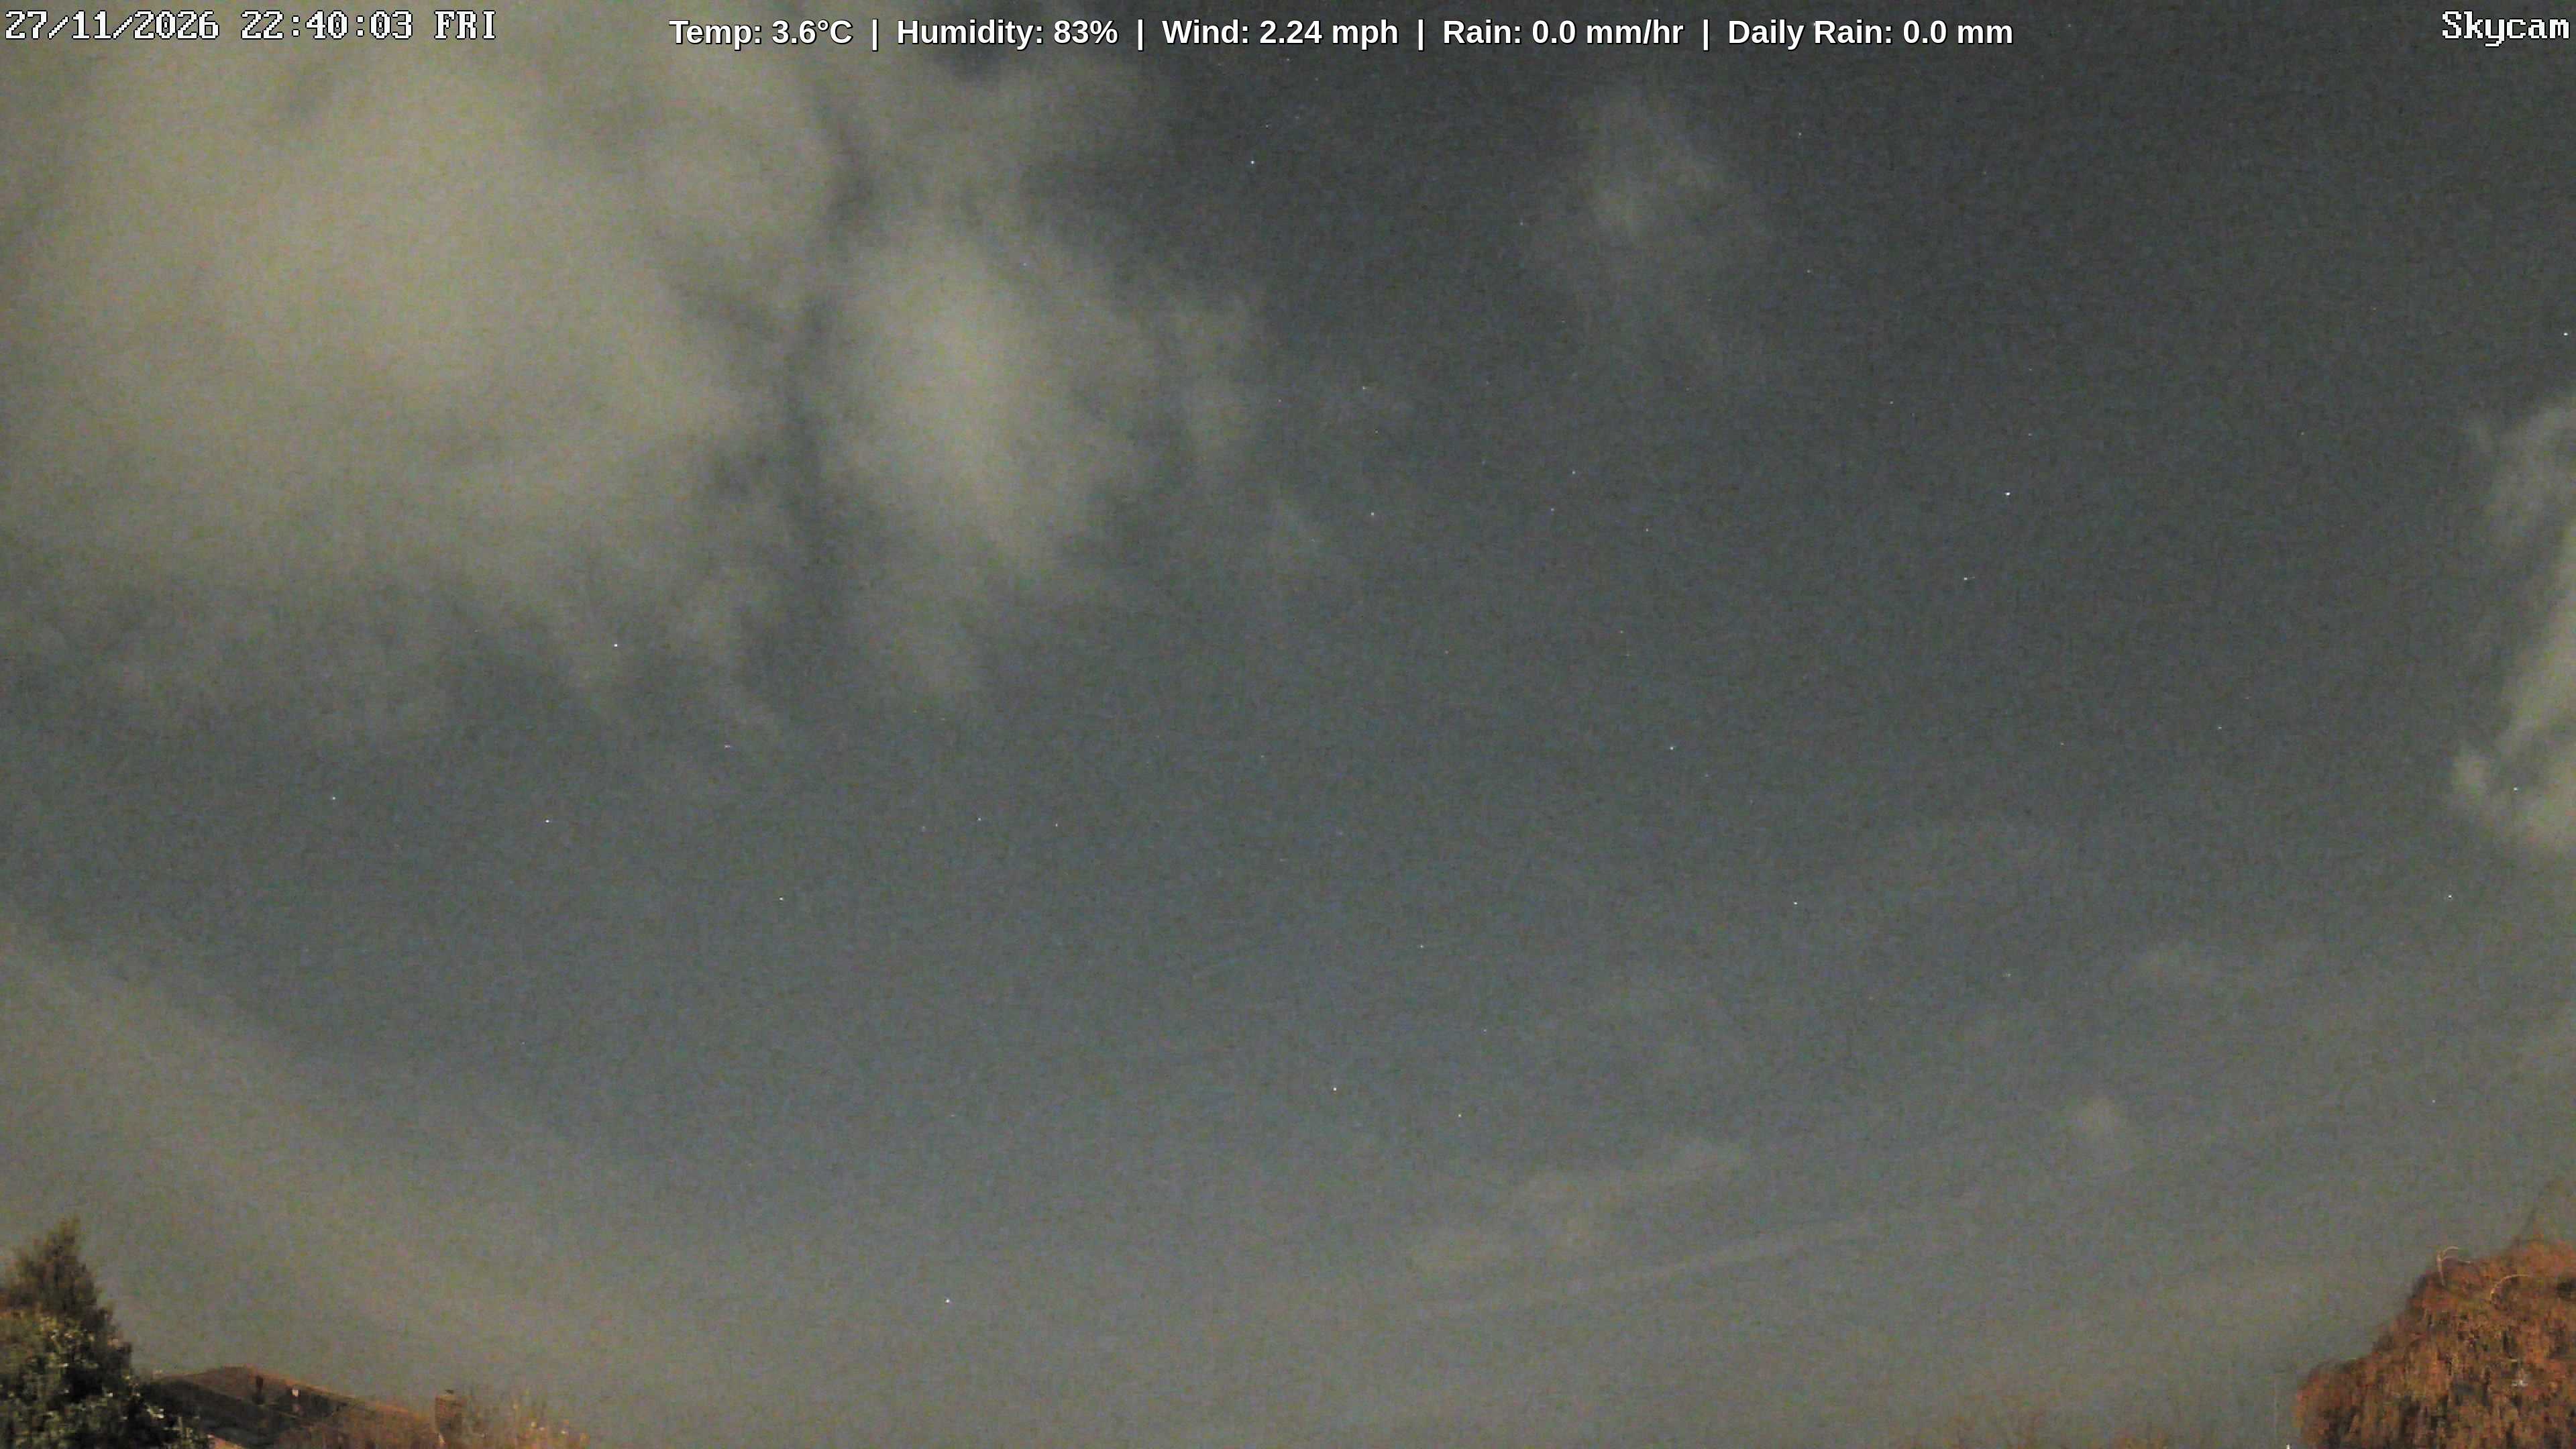 27/11/2026 22:40:03 FRI
Temp: 3.6°C | Humidity: 83% | Wind: 2.24 mph | Rain: 0.0 mm/hr | Daily Rain: 0.0 mm
Skycam